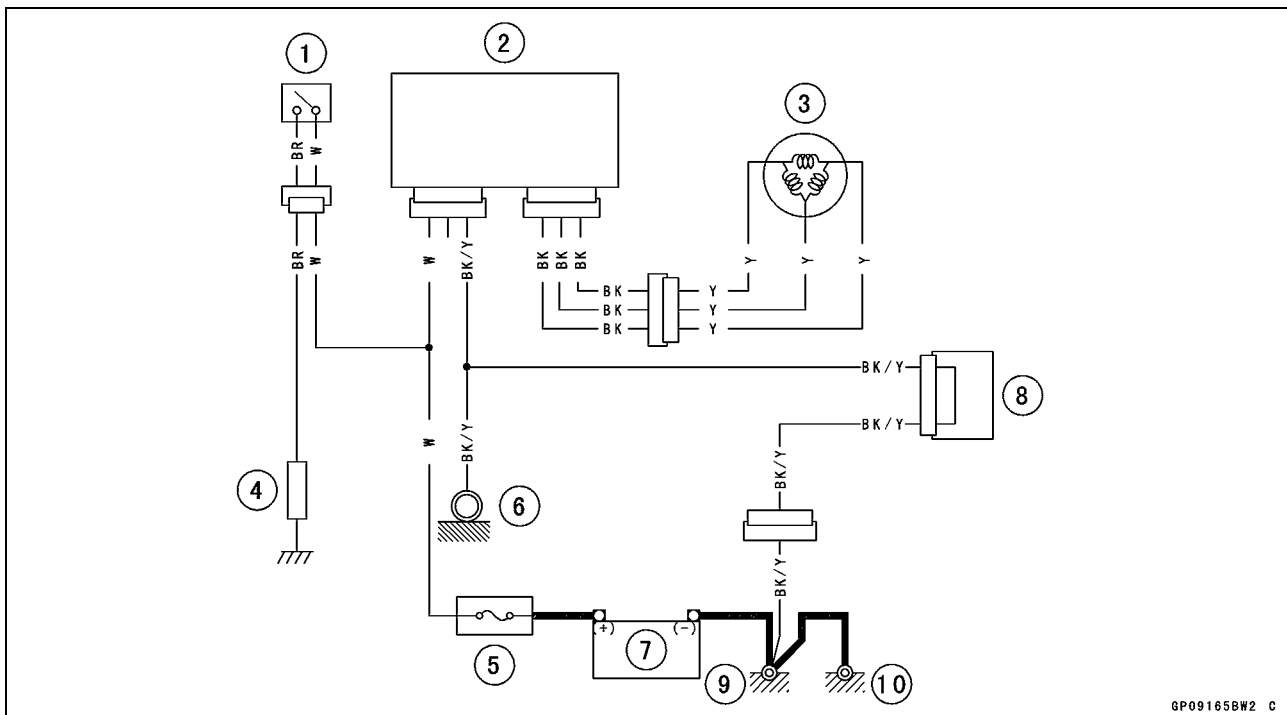 1
2
3
BR W
BR W
W BK/Y
BK BK BK
BK Y
BK Y
BK Y
Y Y Y
W BK/Y
BK/Y
BK/Y
8
BK/Y
4
6
BK/Y
5
(+) (-)
7
9
10
GP09165BW2 C